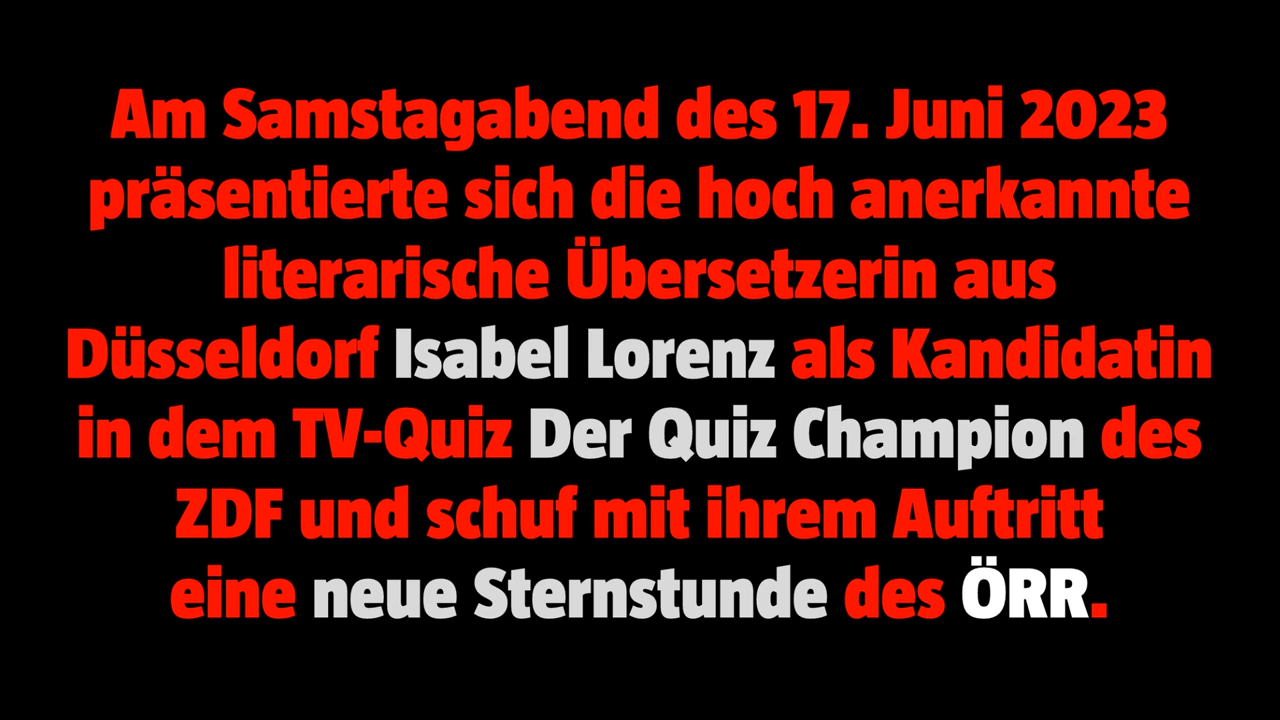 Am Samstagabend des 17. Juni 2023
präsentierte sich die hoch anerkannte
literarische Übersetzerin aus
Düsseldorf Isabel Lorenz als Kandidatin
in dem TV-Quiz Der Quiz Champion des
ZDF und schuf mit ihrem Auftritt
eine neue Sternstunde des ÖRR.